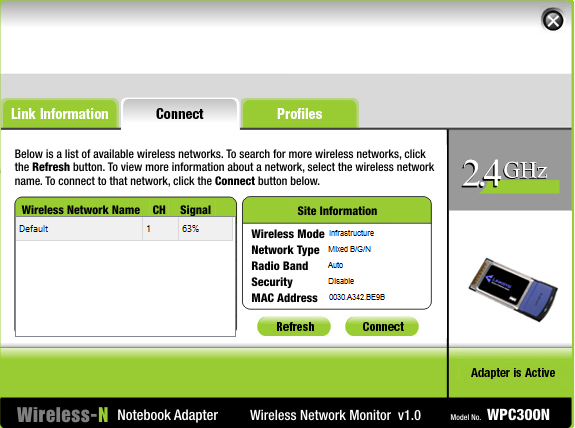 Link Information
Connect
Profiles
Below is a list of available wireless networks. To search for more wireless networks, click
the Refresh button. To view more information about a network, select the wireless network
name. To connect to that network, click the Connect button below.
2.4GHz
Wireless Network Name CH Signal
Default 1 63%
Site Information
Wireless Mode Infrastructure
Network Type Mixed B/G/N
Radio Band Auto
Security Disable
MAC Address 0030.A342.BE9B
Refresh
Connect
Adapter is Active
Wireless-N Notebook Adapter Wireless Network Monitor v1.0 Model No. WPC300N